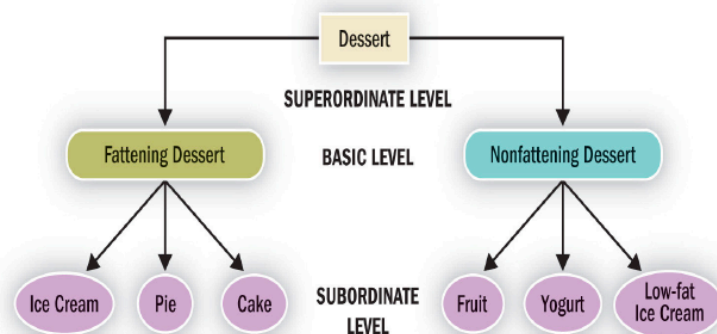 Dessert
SUPERORDINATE LEVEL
Fattening Dessert
BASIC LEVEL
Nonfattening Dessert
Ice Cream
Pie
Cake
SUBORDINATE
LEVEL
Fruit
Yogurt
Low-fat
Ice Cream